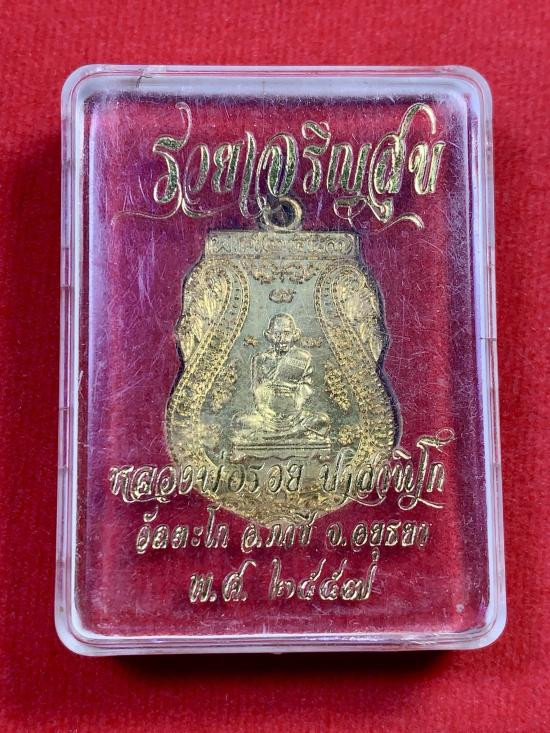 รวยเจริญสุข
หลวงพ่อรวย ปาสาทิโก
วัดตะโก อ.ภาชี จ.อยุธยา
พ.ศ. ๒๕๕๗